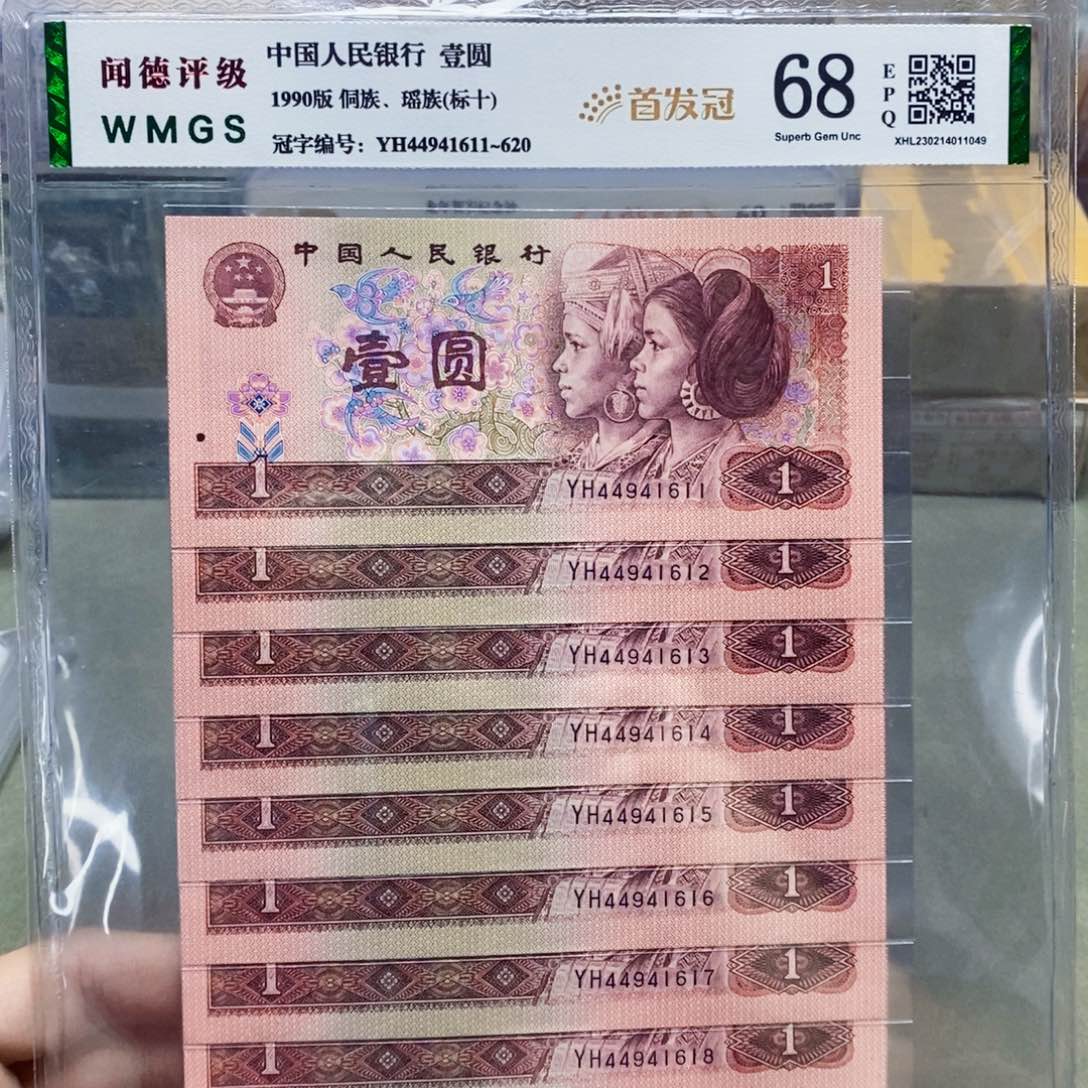 闻德评级
WMGS
中国人民银行 壹圆
1990版 侗族、瑶族(标十)
冠字编号：YH44941611~620
首发冠
68
Superb Gem Unc
EPQ
XHL230214011049
中国人民银行
壹圆
1
1
YH44941611
1
1
YH44941612
1
1
YH44941613
1
1
YH44941614
1
1
YH44941615
1
1
YH44941616
1
1
YH44941617
1
1
YH44941618
1